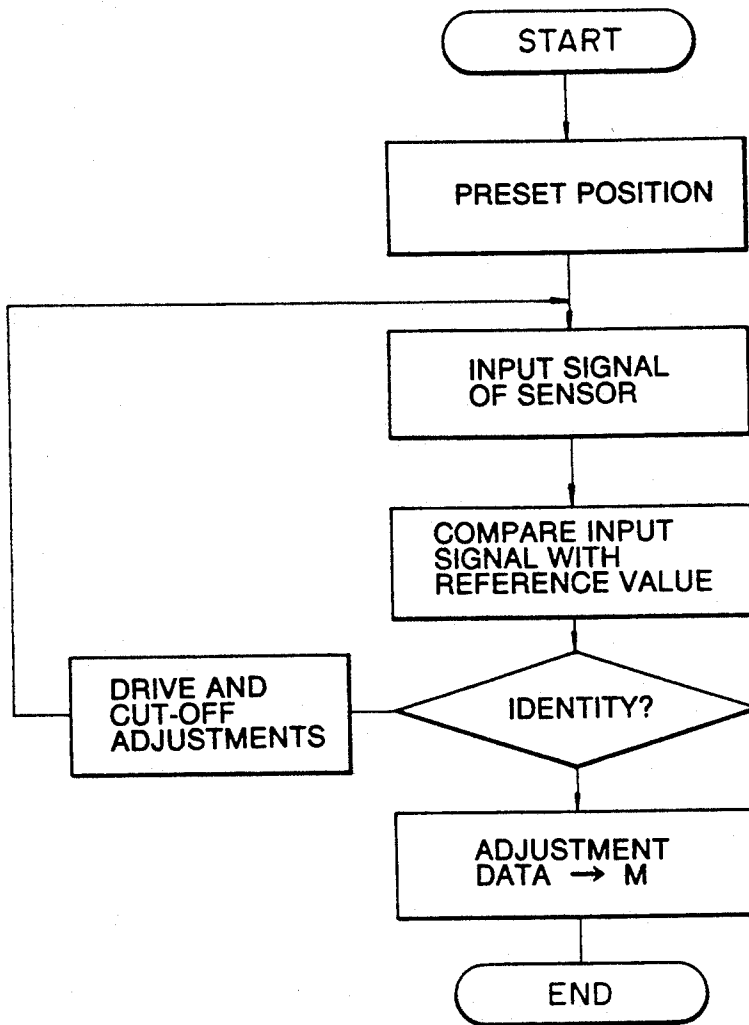 START
PRESET POSITION
INPUT SIGNAL
OF SENSOR
COMPARE INPUT
SIGNAL WITH
REFERENCE VALUE
IDENTITY?
DRIVE AND
CUT-OFF
ADJUSTMENTS
ADJUSTMENT
DATA → M
END